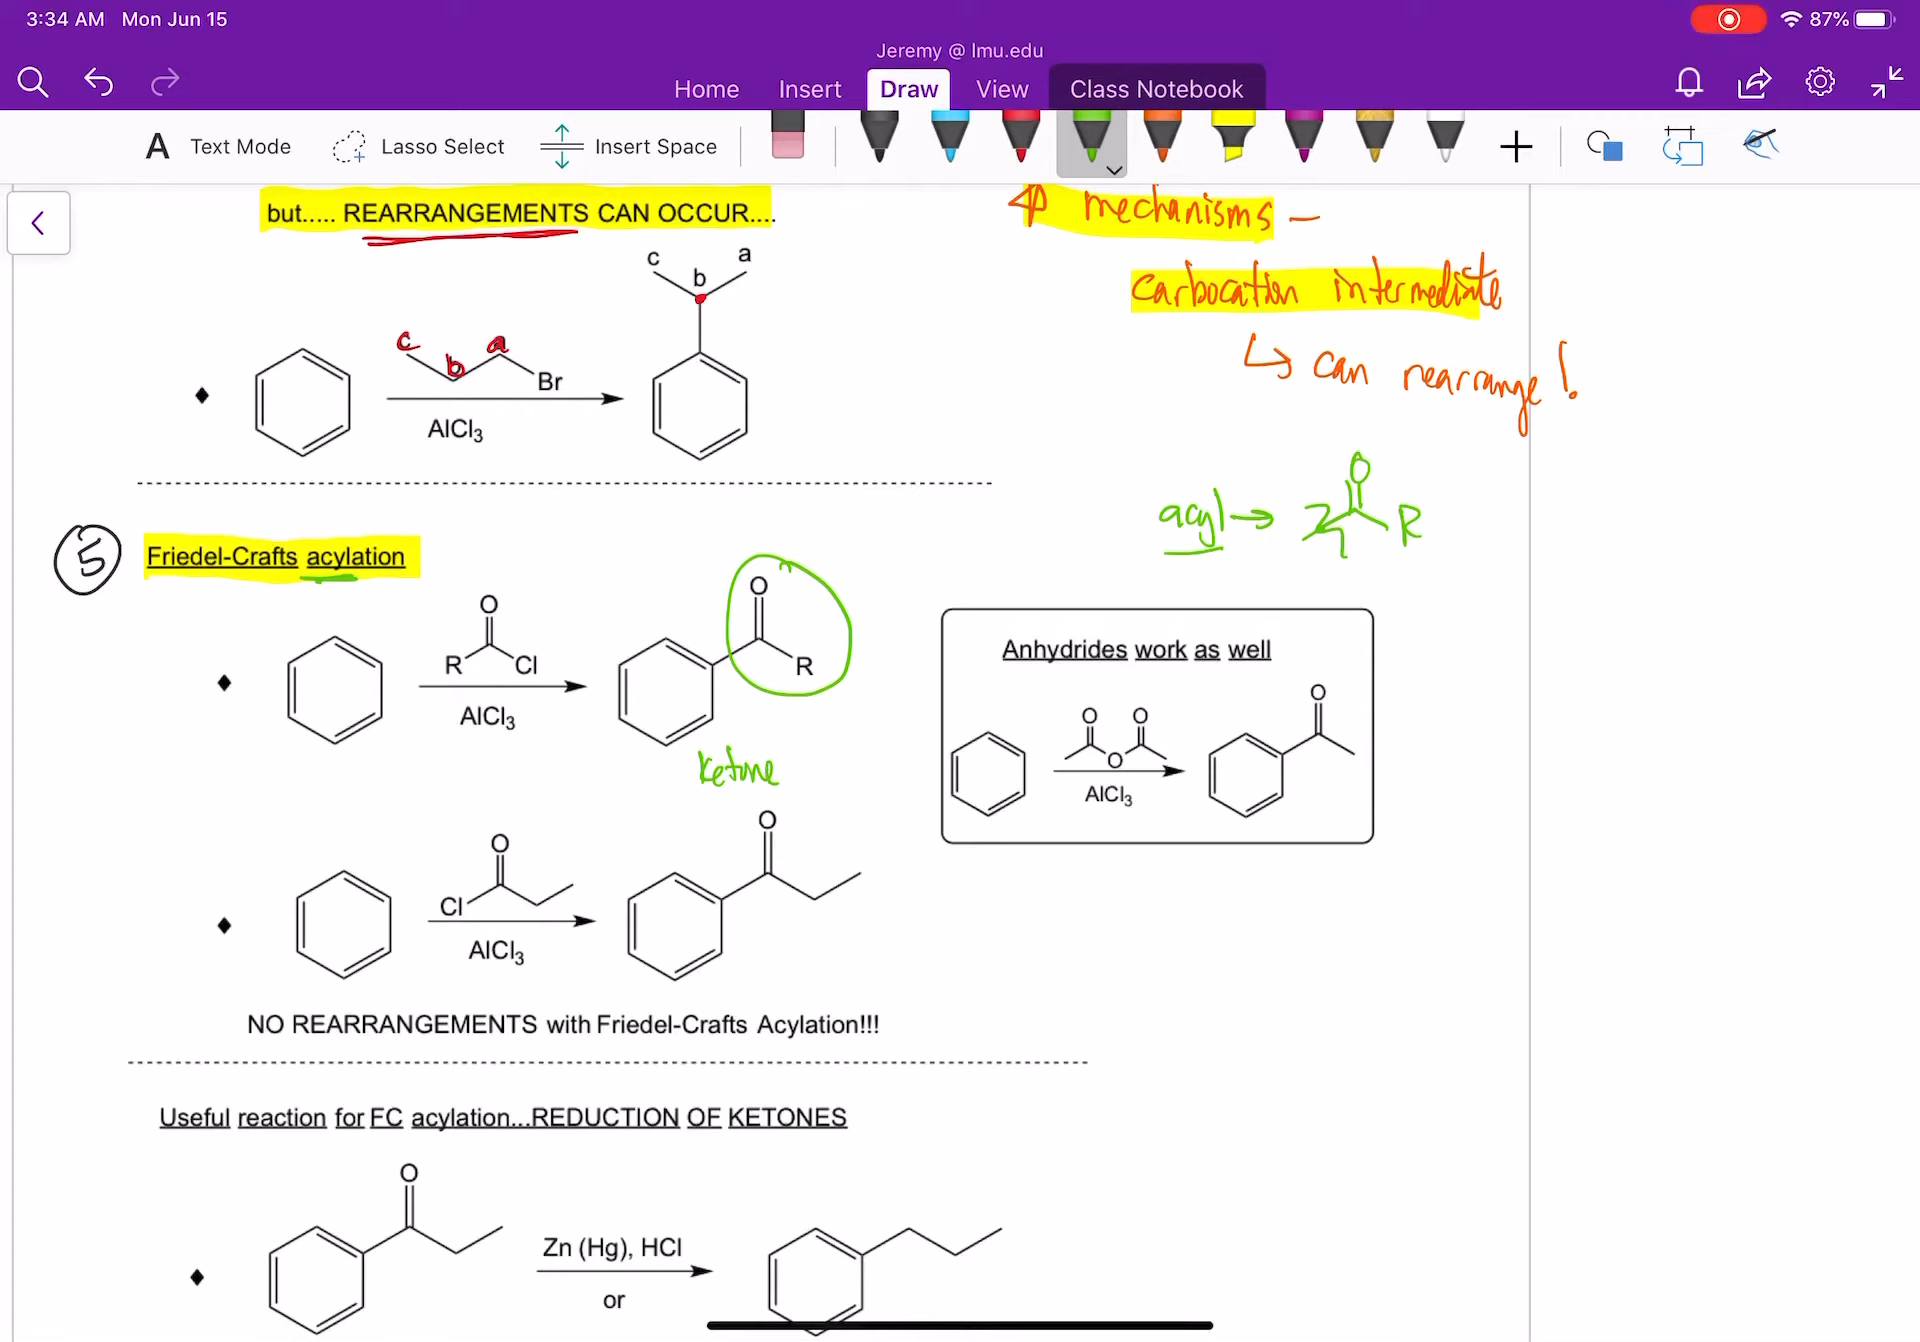 3:34 AM Mon Jun 15
87%
Jeremy @ lmu.edu
Home Insert Draw View Class Notebook
A Text Mode Lasso Select Insert Space
but..... REARRANGEMENTS CAN OCCUR....
mechanisms –
carbocation intermediate
↳ can rearrange!
c b a
c b a
Br
AlCl3
acyl → O R
5 Friedel-Crafts acylation
O
R Cl
AlCl3
O
R
ketone
Anhydrides work as well
O O
O
AlCl3
O
O
Cl
AlCl3
O
NO REARRANGEMENTS with Friedel-Crafts Acylation!!!
Useful reaction for FC acylation...REDUCTION OF KETONES
O
Zn (Hg), HCl
or